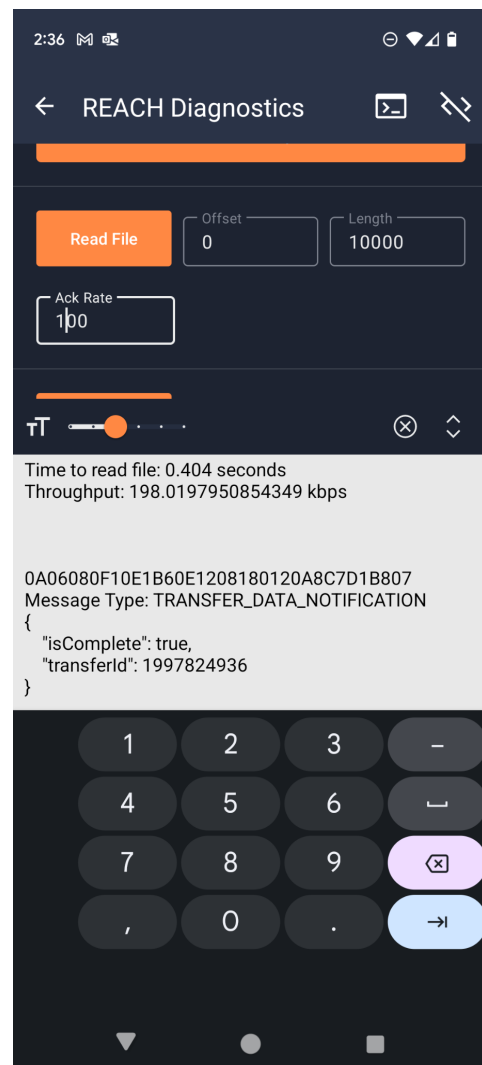 2:36
REACH Diagnostics
Read File
Offset
0
Length
10000
Ack Rate
100
TT
Time to read file: 0.404 seconds
Throughput: 198.0197950854349 kbps
0A06080F10E1B60E1208180120A8C7D1B807
Message Type: TRANSFER_DATA_NOTIFICATION
{
"isComplete": true,
"transferId": 1997824936
}
1 2 3 –
4 5 6
7 8 9
, 0 .